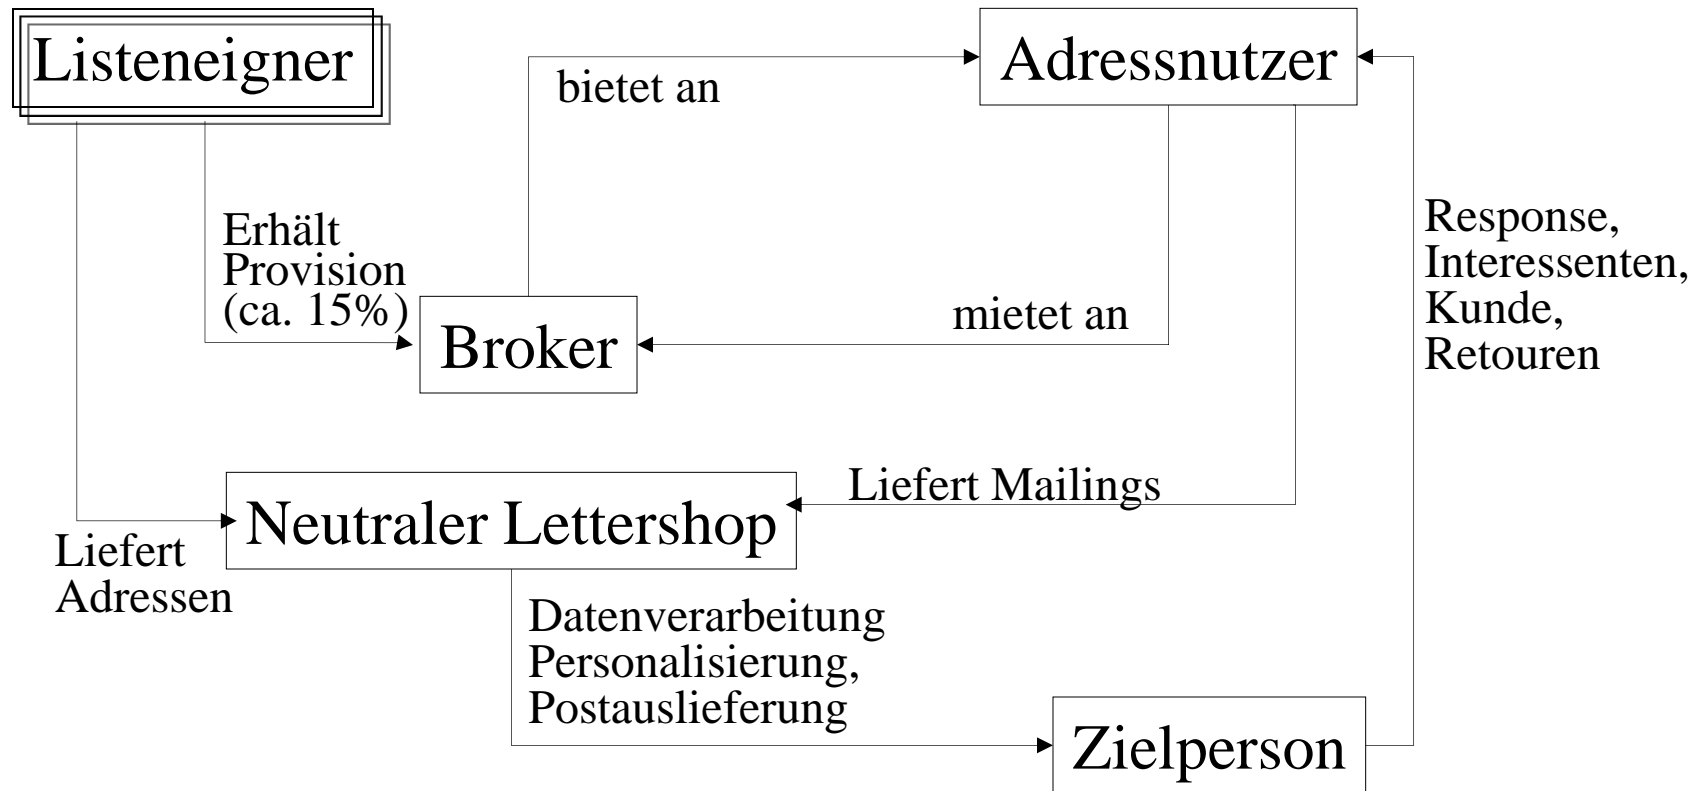 Listeneigner
Adressnutzer
bietet an
Erhält
Provision
(ca. 15%)
Response,
Interessenten,
Kunde,
Retouren
mietet an
Broker
Liefert Mailings
Neutraler Lettershop
Liefert
Adressen
Datenverarbeitung
Personalisierung,
Postauslieferung
Zielperson